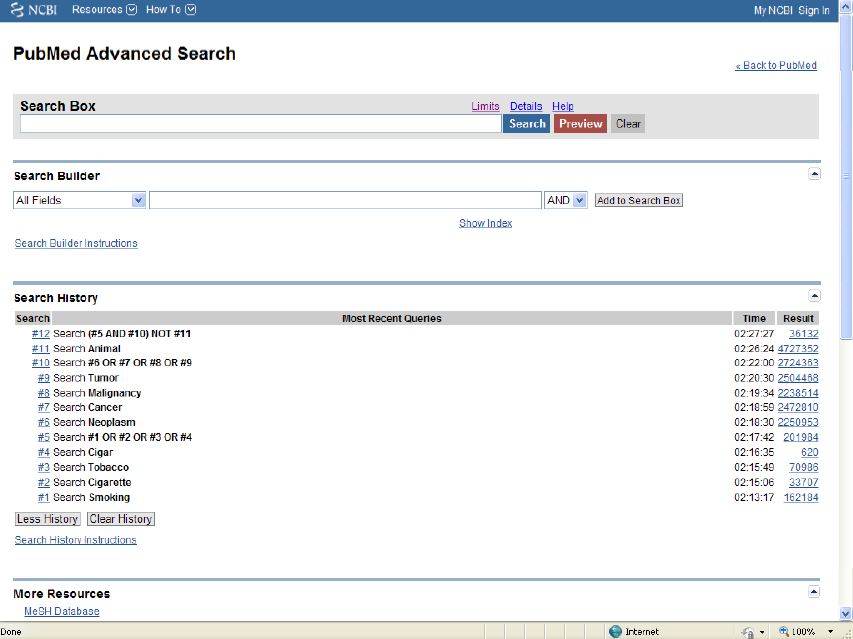 NCBI Resources How To My NCBI Sign In
PubMed Advanced Search
« Back to PubMed
Search Box Limits Details Help
Search Preview Clear
Search Builder
All Fields AND Add to Search Box
Show Index
Search Builder Instructions
Search History
Search Most Recent Queries Time Result
#12 Search (#5 AND #10) NOT #11 02:27:27 36132
#11 Search Animal 02:26:24 4727352
#10 Search #6 OR #7 OR #8 OR #9 02:22:00 2724363
#9 Search Tumor 02:20:30 2504468
#8 Search Malignancy 02:19:34 2238514
#7 Search Cancer 02:18:59 2472810
#6 Search Neoplasm 02:18:30 2250953
#5 Search #1 OR #2 OR #3 OR #4 02:17:42 201984
#4 Search Cigar 02:16:35 620
#3 Search Tobacco 02:15:49 70986
#2 Search Cigarette 02:15:06 33707
#1 Search Smoking 02:13:17 162184
Less History Clear History
Search History Instructions
More Resources
MeSH Database
Done Internet 100%